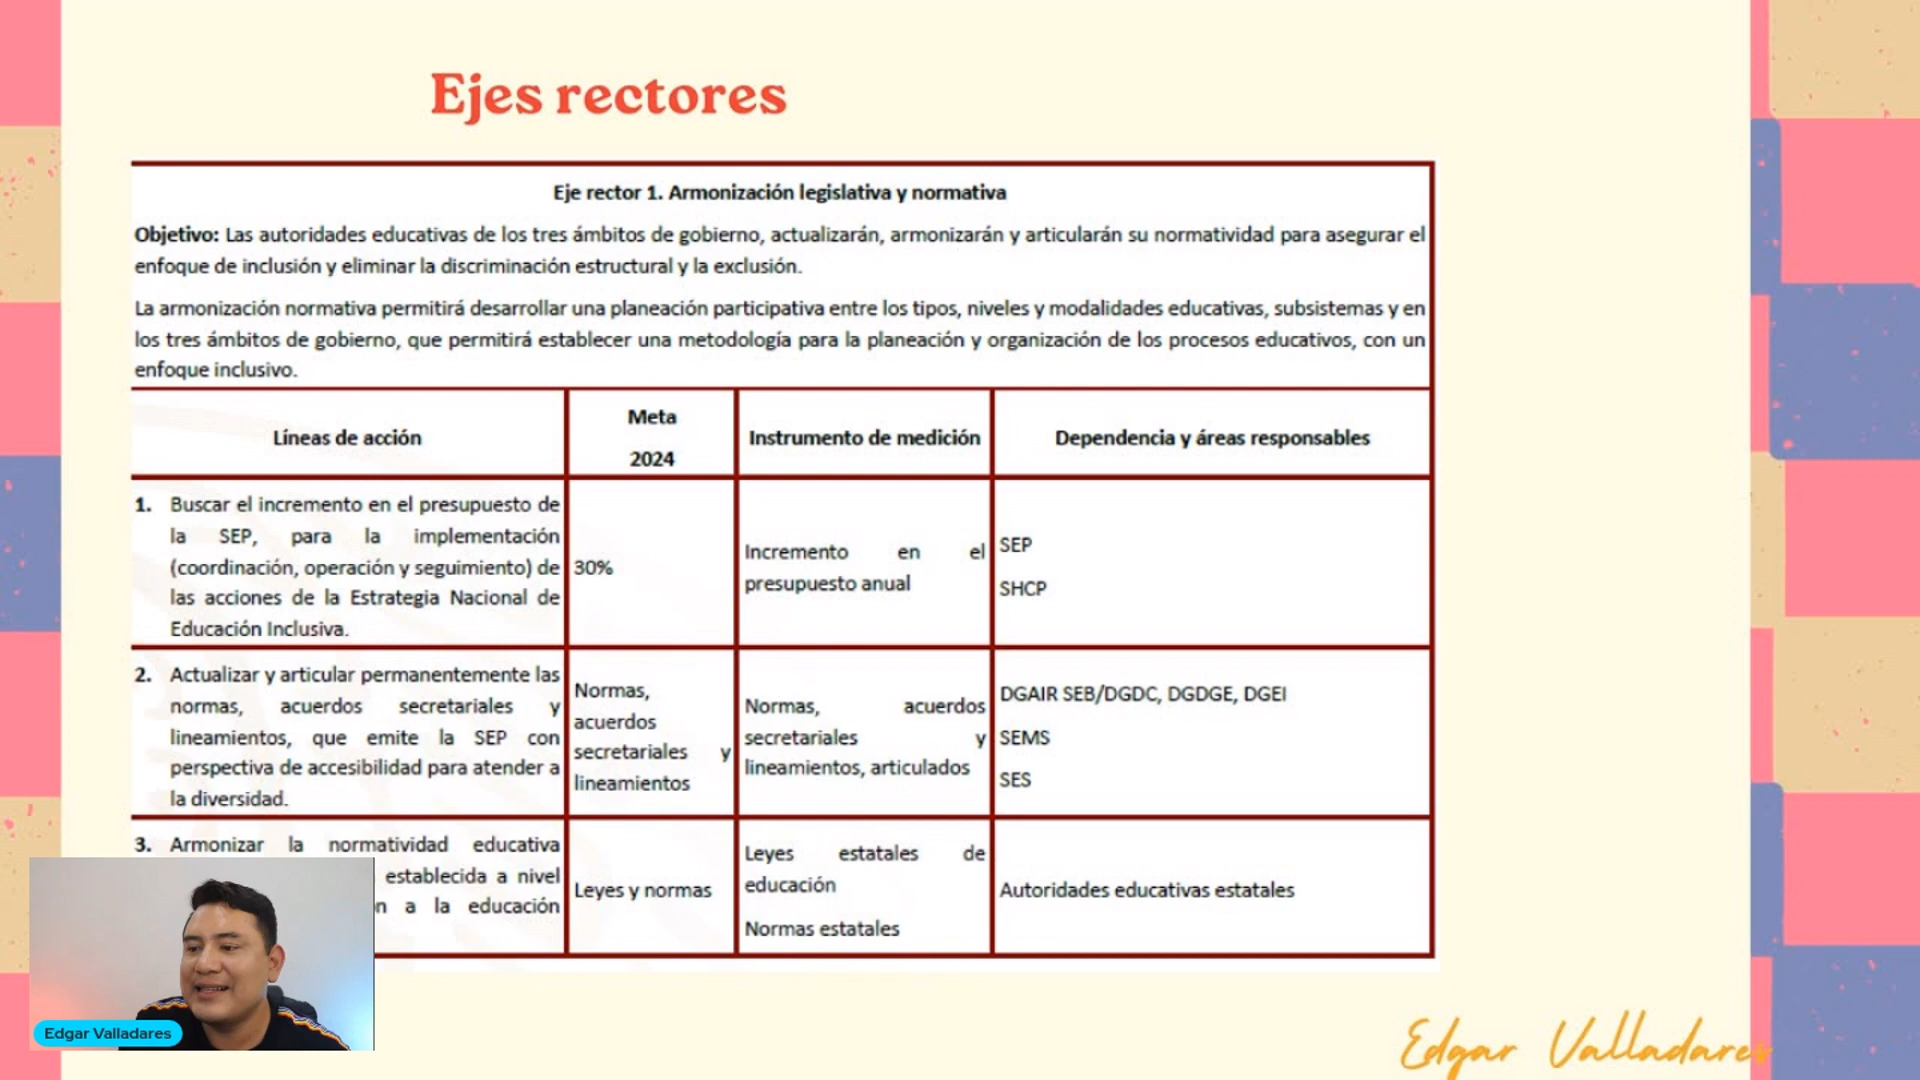 Ejes rectores
Eje rector 1. Armonización legislativa y normativa
Objetivo: Las autoridades educativas de los tres ámbitos de gobierno, actualizarán, armonizarán y articularán su normatividad para asegurar el
enfoque de inclusión y eliminar la discriminación estructural y la exclusión.
La armonización normativa permitirá desarrollar una planeación participativa entre los tipos, niveles y modalidades educativas, subsistemas y en
los tres ámbitos de gobierno, que permitirá establecer una metodología para la planeación y organización de los procesos educativos, con un
enfoque inclusivo.
Líneas de acción
Meta
2024
Instrumento de medición
Dependencia y áreas responsables
1. Buscar el incremento en el presupuesto de
la SEP, para la implementación
(coordinación, operación y seguimiento) de
las acciones de la Estrategia Nacional de
Educación Inclusiva.
30%
Incremento en el
presupuesto anual
SEP
SHCP
2. Actualizar y articular permanentemente las
normas, acuerdos secretariales y
lineamientos, que emite la SEP con
perspectiva de accesibilidad para atender a
la diversidad.
Normas,
acuerdos
secretariales y
lineamientos
Normas, acuerdos
secretariales y
lineamientos, articulados
DGAIR SEB/DGDC, DGDGE, DGEI
SEMS
SES
3. Armonizar la normatividad educativa
establecida a nivel
a la educación
Leyes y normas
Leyes estatales de
educación
Normas estatales
Autoridades educativas estatales
Edgar Valladares
Edgar Valladares